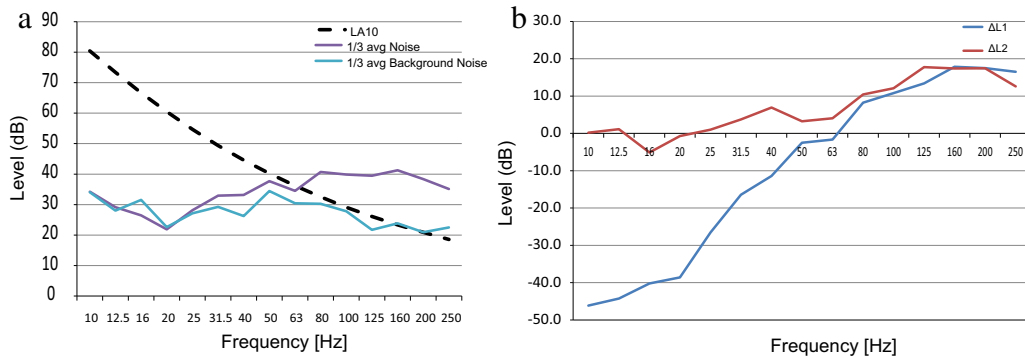 a
90
80
70
60
50
40
30
20
10
0
Level (dB)
LA10
1/3 avg Noise
1/3 avg Background Noise
10 12.5 16 20 25 31.5 40 50 63 80 100 125 160 200 250
Frequency [Hz]
b
30.0
20.0
10.0
0.0
-10.0
-20.0
-30.0
-40.0
-50.0
Level (dB)
ΔL1
ΔL2
10 12.5 16 20 25 31.5 40 50 63 80 100 125 160 200 250
Frequency [Hz]